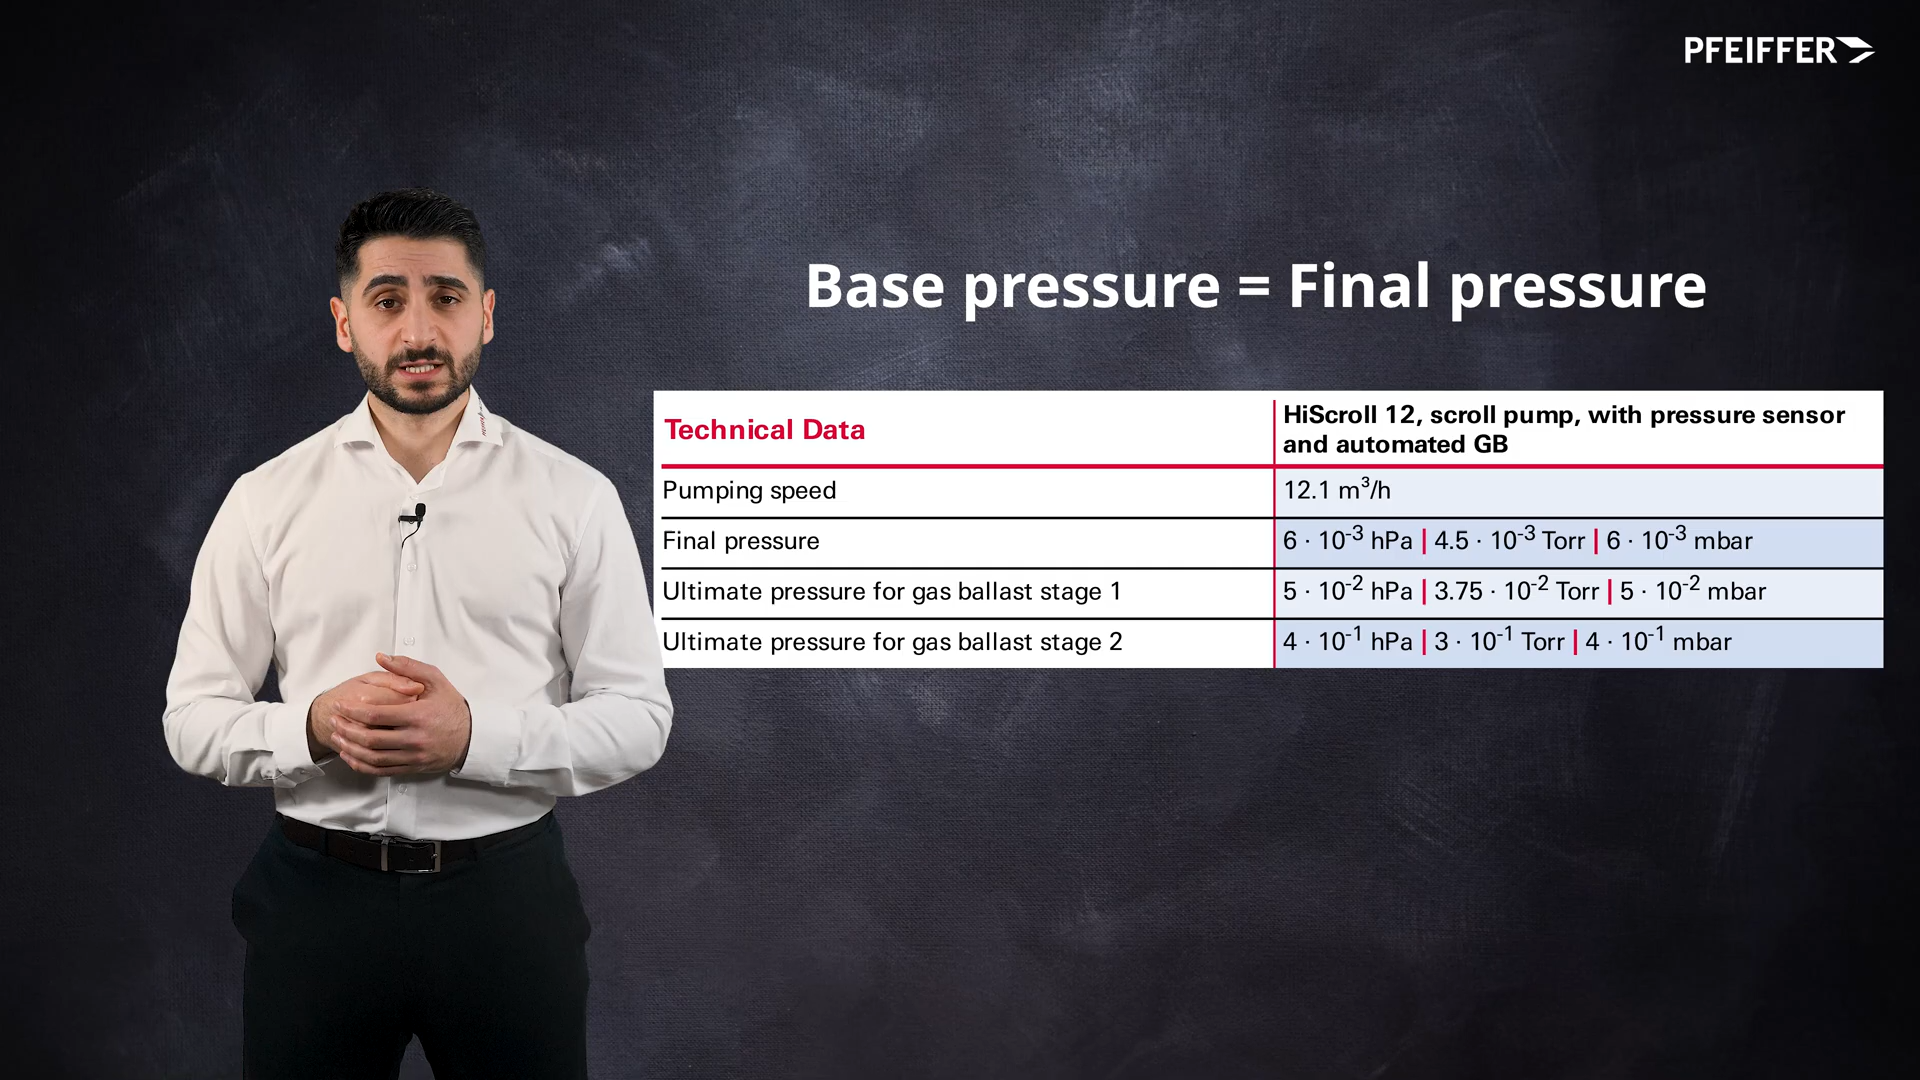 PFEIFFER
Base pressure = Final pressure
Technical Data
HiScroll 12, scroll pump, with pressure sensor
and automated GB
Pumping speed
12.1 m³/h
Final pressure
6 · 10⁻³ hPa | 4.5 · 10⁻³ Torr | 6 · 10⁻³ mbar
Ultimate pressure for gas ballast stage 1
5 · 10⁻² hPa | 3.75 · 10⁻² Torr | 5 · 10⁻² mbar
Ultimate pressure for gas ballast stage 2
4 · 10⁻¹ hPa | 3 · 10⁻¹ Torr | 4 · 10⁻¹ mbar